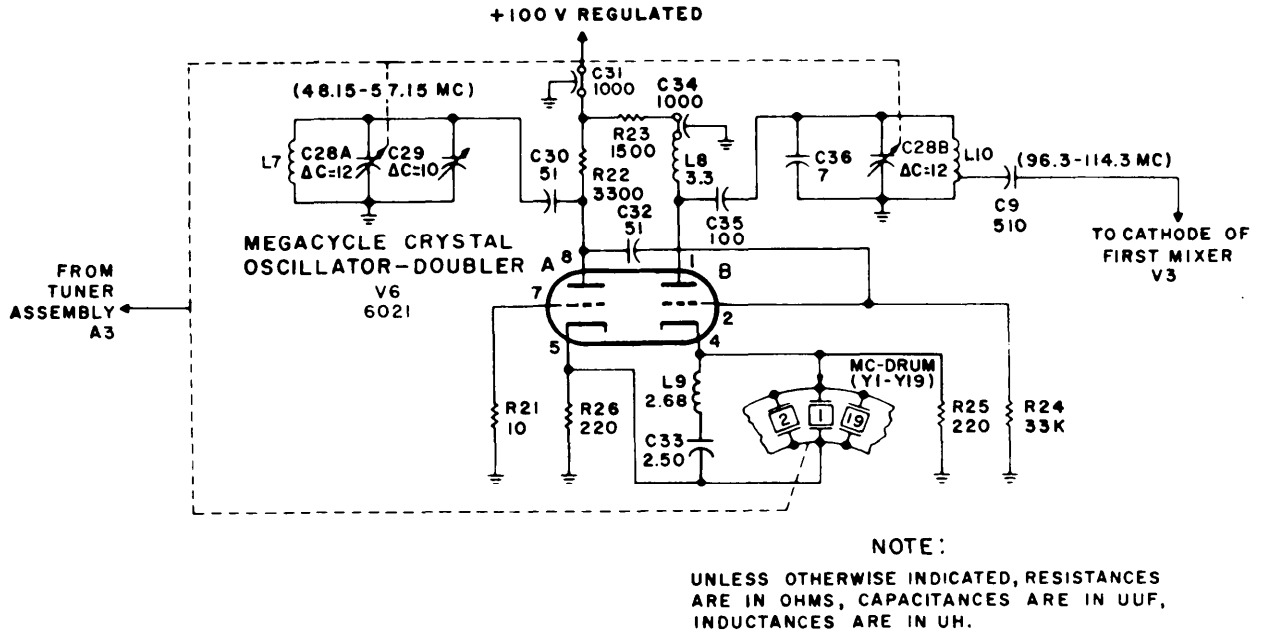 +100 V REGULATED
(48.15-57.15 MC)
C31
1000
C34
1000
L7
C28A
ΔC=12
C29
ΔC=10
C30
51
R22
3300
R23
1500
L8
3.3
C32
51
C35
100
C36
7
C28B
ΔC=12
L10
(96.3-114.3 MC)
C9
510
TO CATHODE OF
FIRST MIXER
V3
MEGACYCLE CRYSTAL
OSCILLATOR-DOUBLER
V6
6021
FROM
TUNER
ASSEMBLY
A3
8
A
1
B
7
2
5
4
R21
10
R26
220
L9
2.68
C33
2.50
MC-DRUM
(Y1-Y19)
2
1
19
R25
220
R24
33K
NOTE:
UNLESS OTHERWISE INDICATED, RESISTANCES
ARE IN OHMS, CAPACITANCES ARE IN UUF,
INDUCTANCES ARE IN UH.